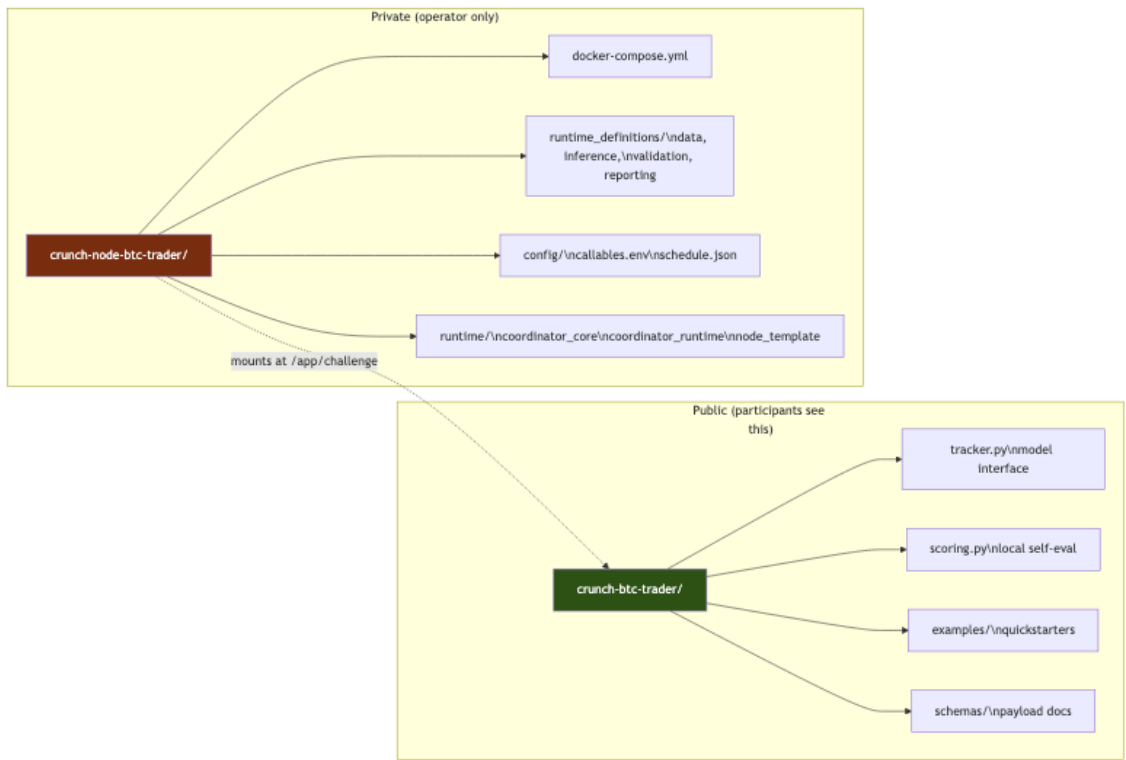 Private (operator only)
docker-compose.yml
runtime_definitions/\ndata,
inference,\nvalidation,
reporting
crunch-node-btc-trader/
config/\ncallables.env\nschedule.json
runtime/\ncoordinator_core\ncoordinator_runtime\nnode_template
mounts at /app/challenge
Public (participants see
this)
tracker.py\nmodel
interface
scoring.py\nlocal self-eval
crunch-btc-trader/
examples/\nquickstarters
schemas/\npayload docs